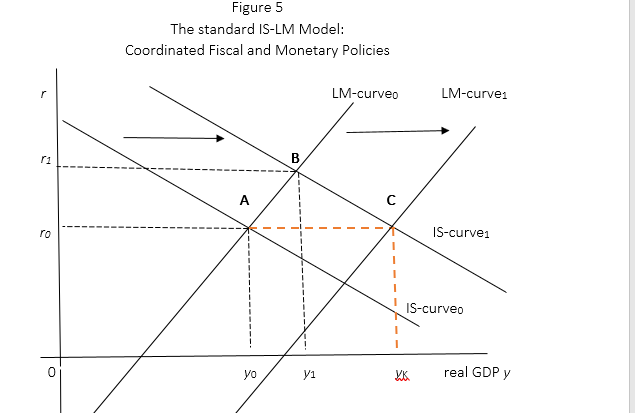 Figure 5
The standard IS-LM Model:
Coordinated Fiscal and Monetary Policies
r
LM-curve₀
LM-curve₁
r₁
B
A
C
r₀
IS-curve₁
IS-curve₀
0
y₀
y₁
yₖ
real GDP y